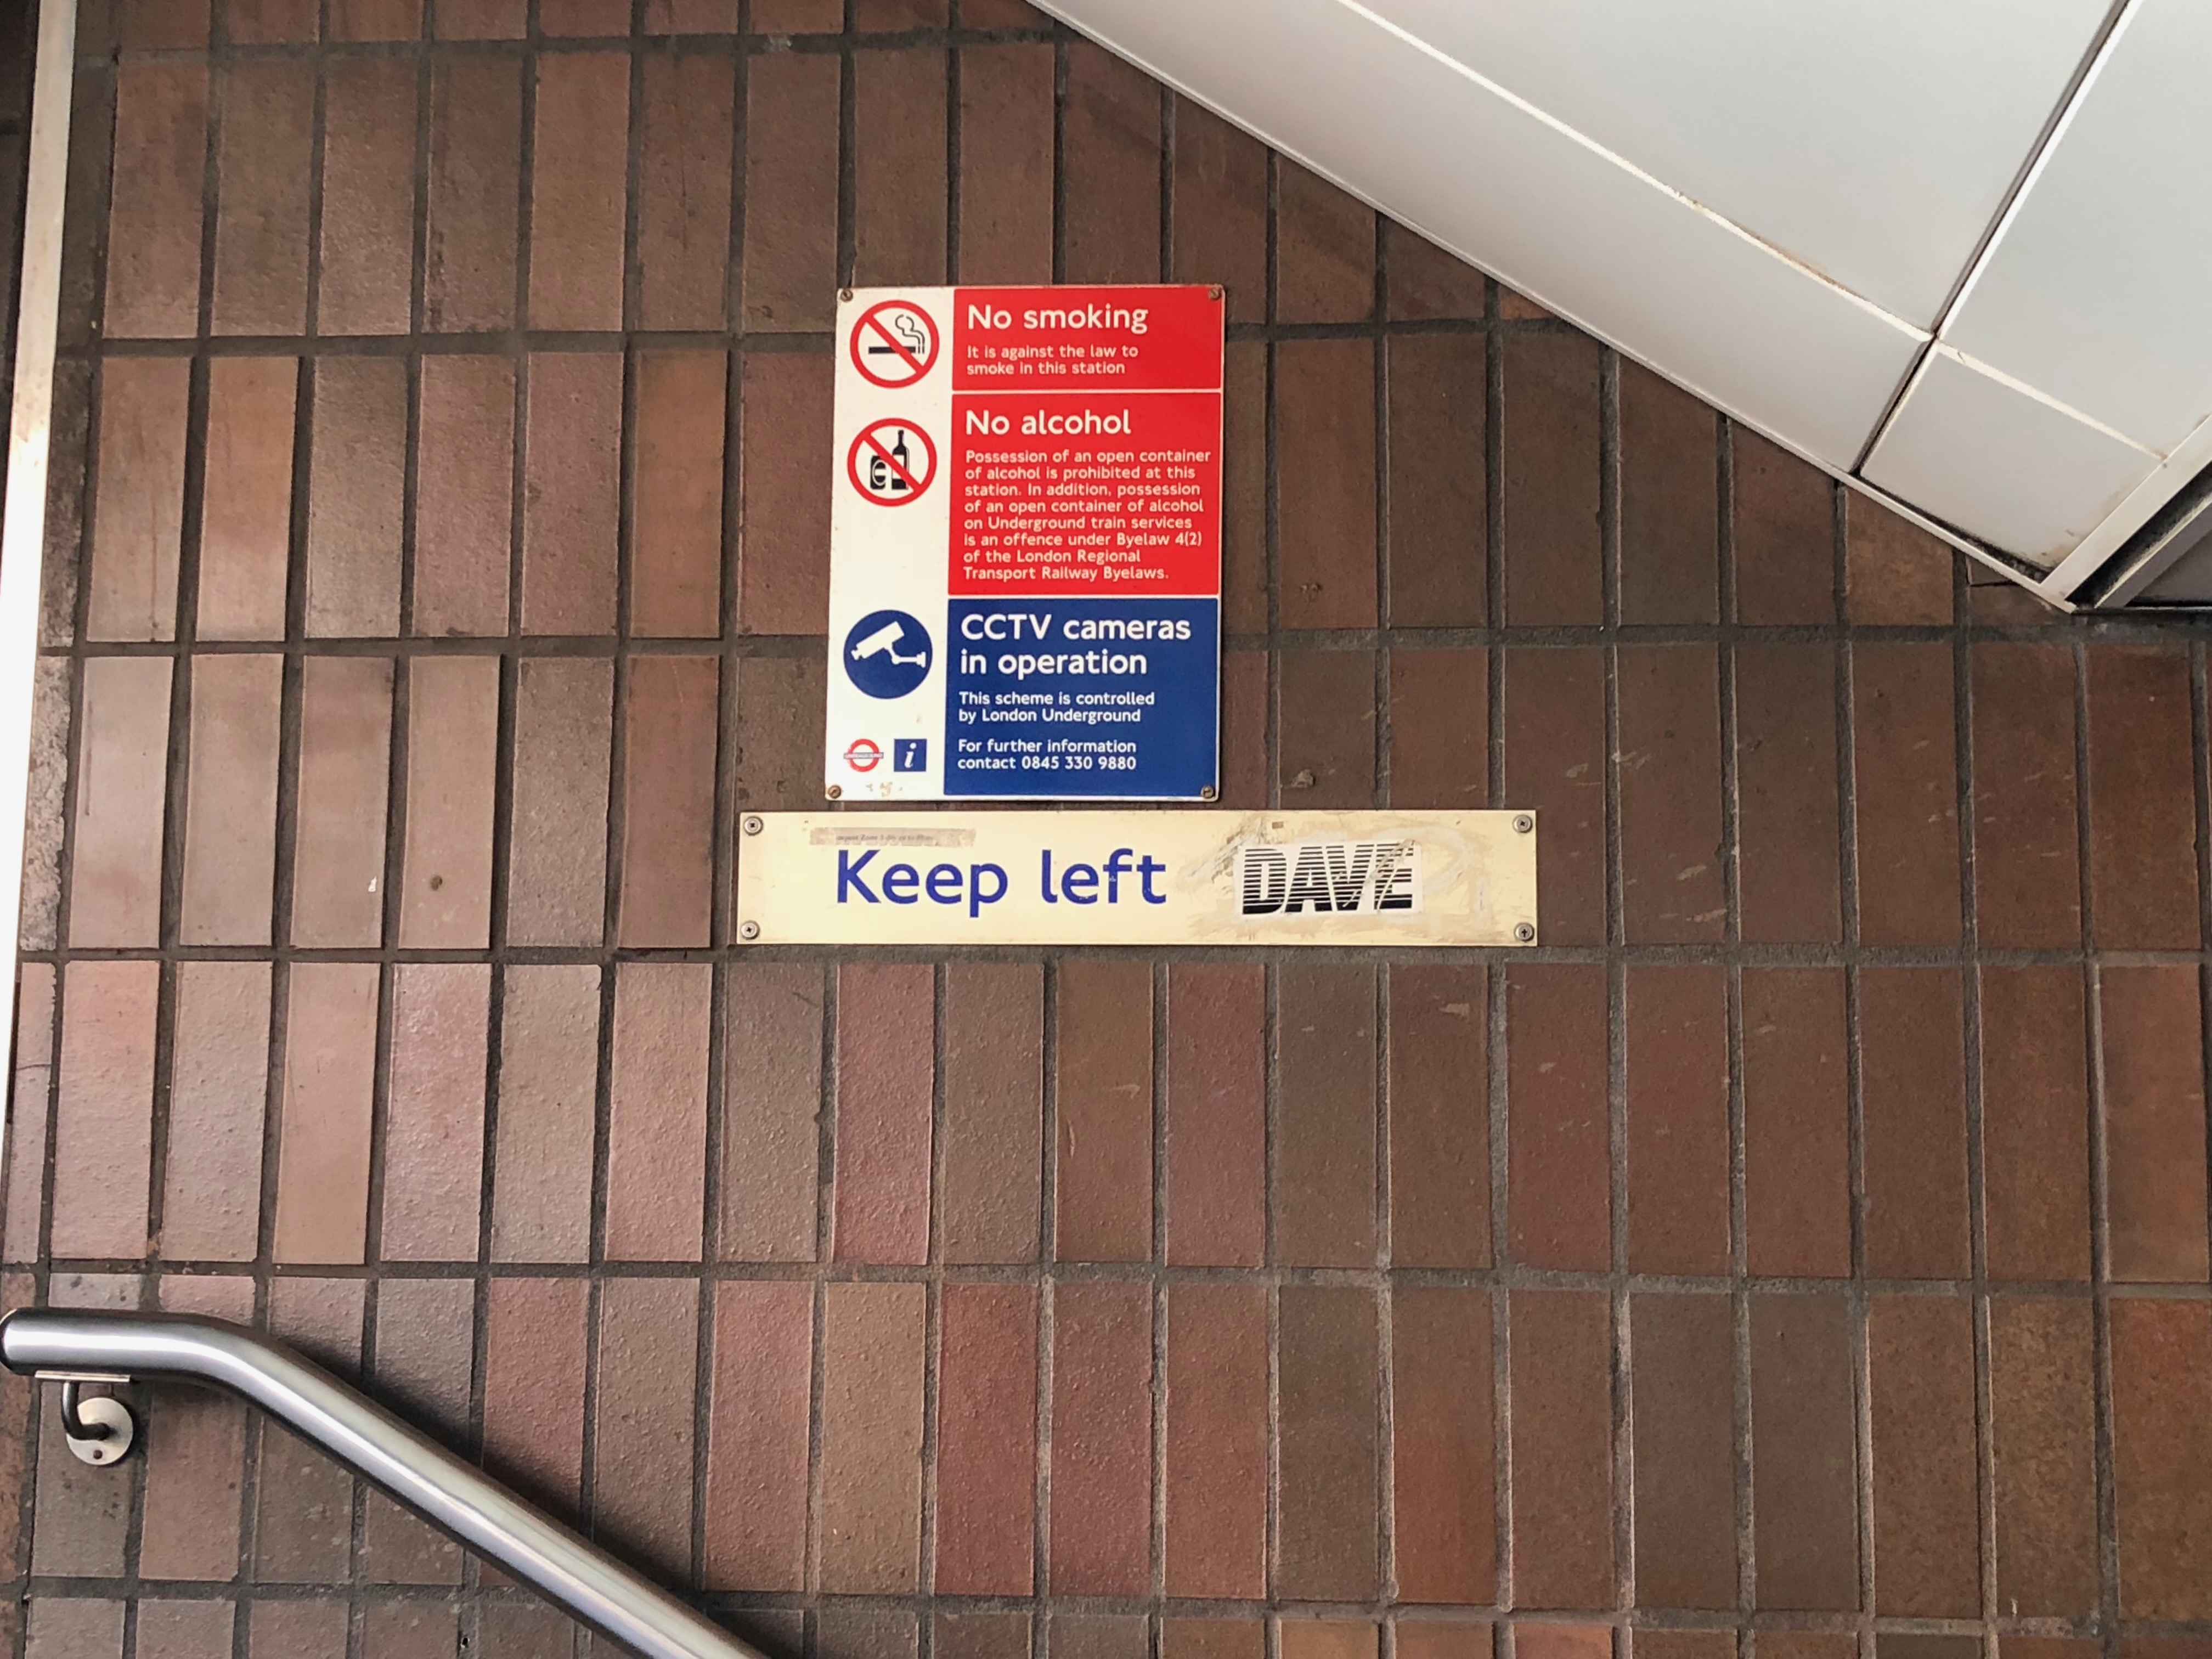 No smoking
It is against the law to
smoke in this station
No alcohol
Possession of an open container
of alcohol is prohibited at this
station. In addition, possession
of an open container of alcohol
on Underground train services
is an offence under Byelaw 4(2)
of the London Regional
Transport Railway Byelaws.
CCTV cameras
in operation
This scheme is controlled
by London Underground
For further information
contact 0845 330 9880
i
Keep left
DAVE